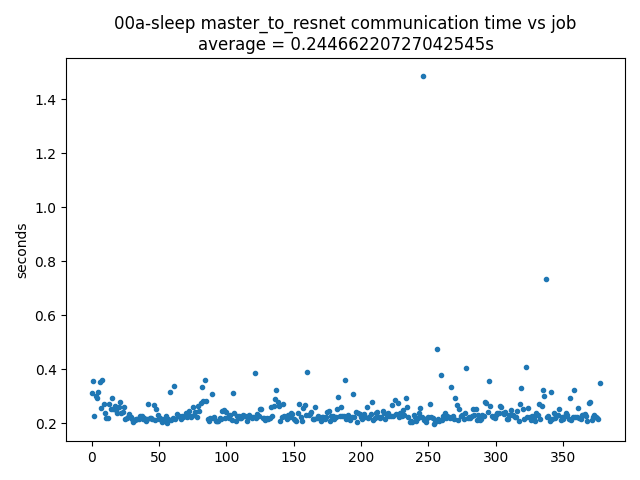 00a-sleep master_to_resnet communication time vs job
average = 0.24466220727042545s
seconds
1.4
1.2
1.0
0.8
0.6
0.4
0.2
0 50 100 150 200 250 300 350